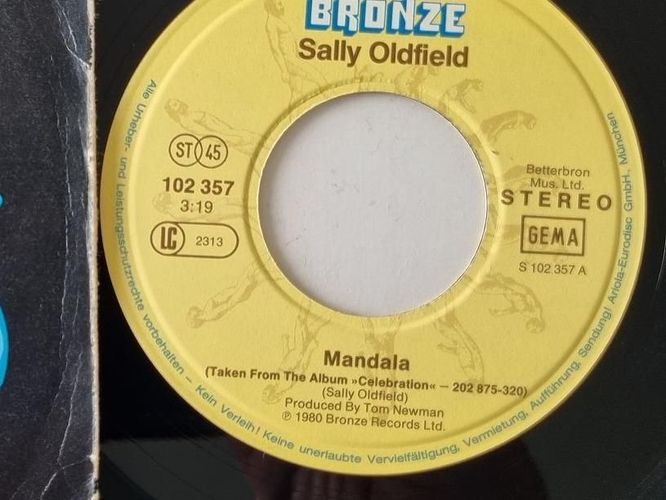 BRONZE
Sally Oldfield
ST 45
102 357
3:19
LC 2313
Betterbron
Mus. Ltd.
STEREO
GEMA
S 102.357 A
Mandala
(Taken From The Album »Celebration« — 202 875-320)
(Sally Oldfield)
Produced By Tom Newman
℗ 1980 Bronze Records Ltd.
Alle Urheber- und Leistungsschutzrechte vorbehalten – Kein Verleih! Keine unerlaubte Vervielfältigung, Vermietung, Aufführung, Sendung! Ariola-Eurodisc GmbH., München